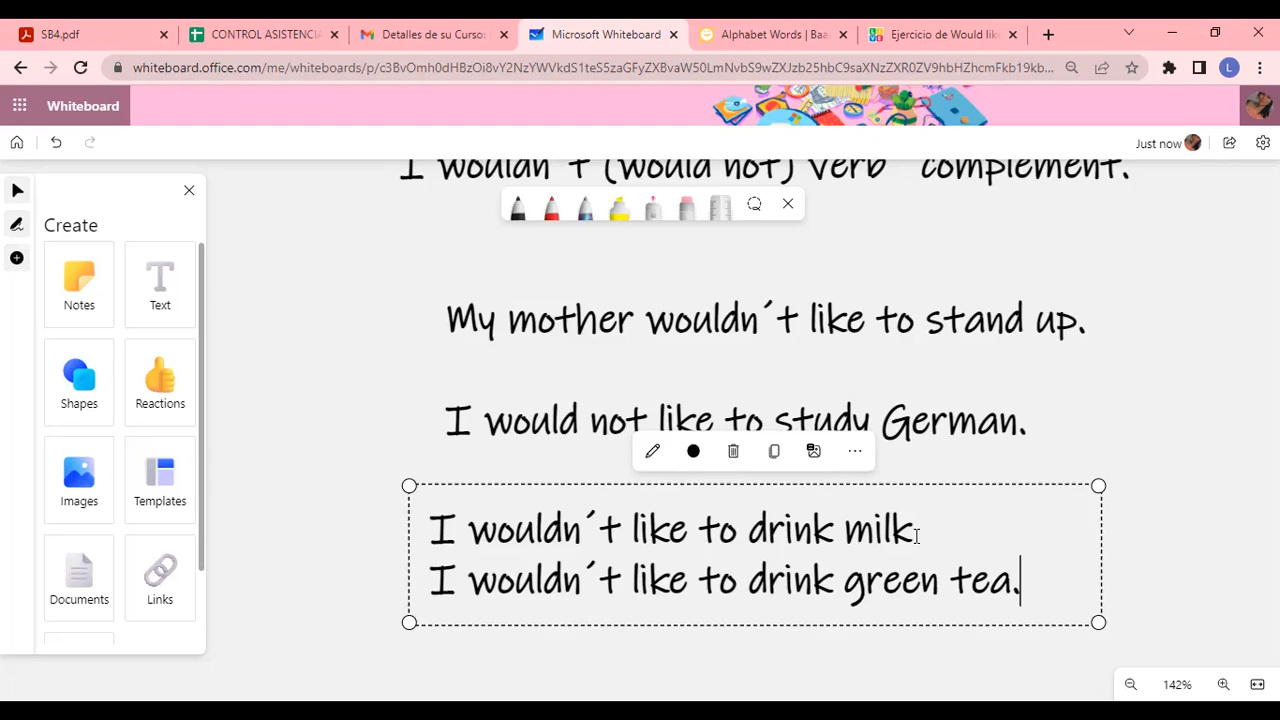 SB4.pdf
CONTROL ASISTENCIA
Detalles de su Curso:
Microsoft Whiteboard
Alphabet Words | Baa
Ejercicio de Would lik
whiteboard.office.com/me/whiteboards/p/
L
Whiteboard
Just now
I wouldn´t (would not) verb complement.
Create
Notes
Text
Shapes
Reactions
Images
Templates
Documents
Links
My mother wouldn´t like to stand up.
I would not like to study German.
I wouldn´t like to drink milk
I wouldn´t like to drink green tea.
142%